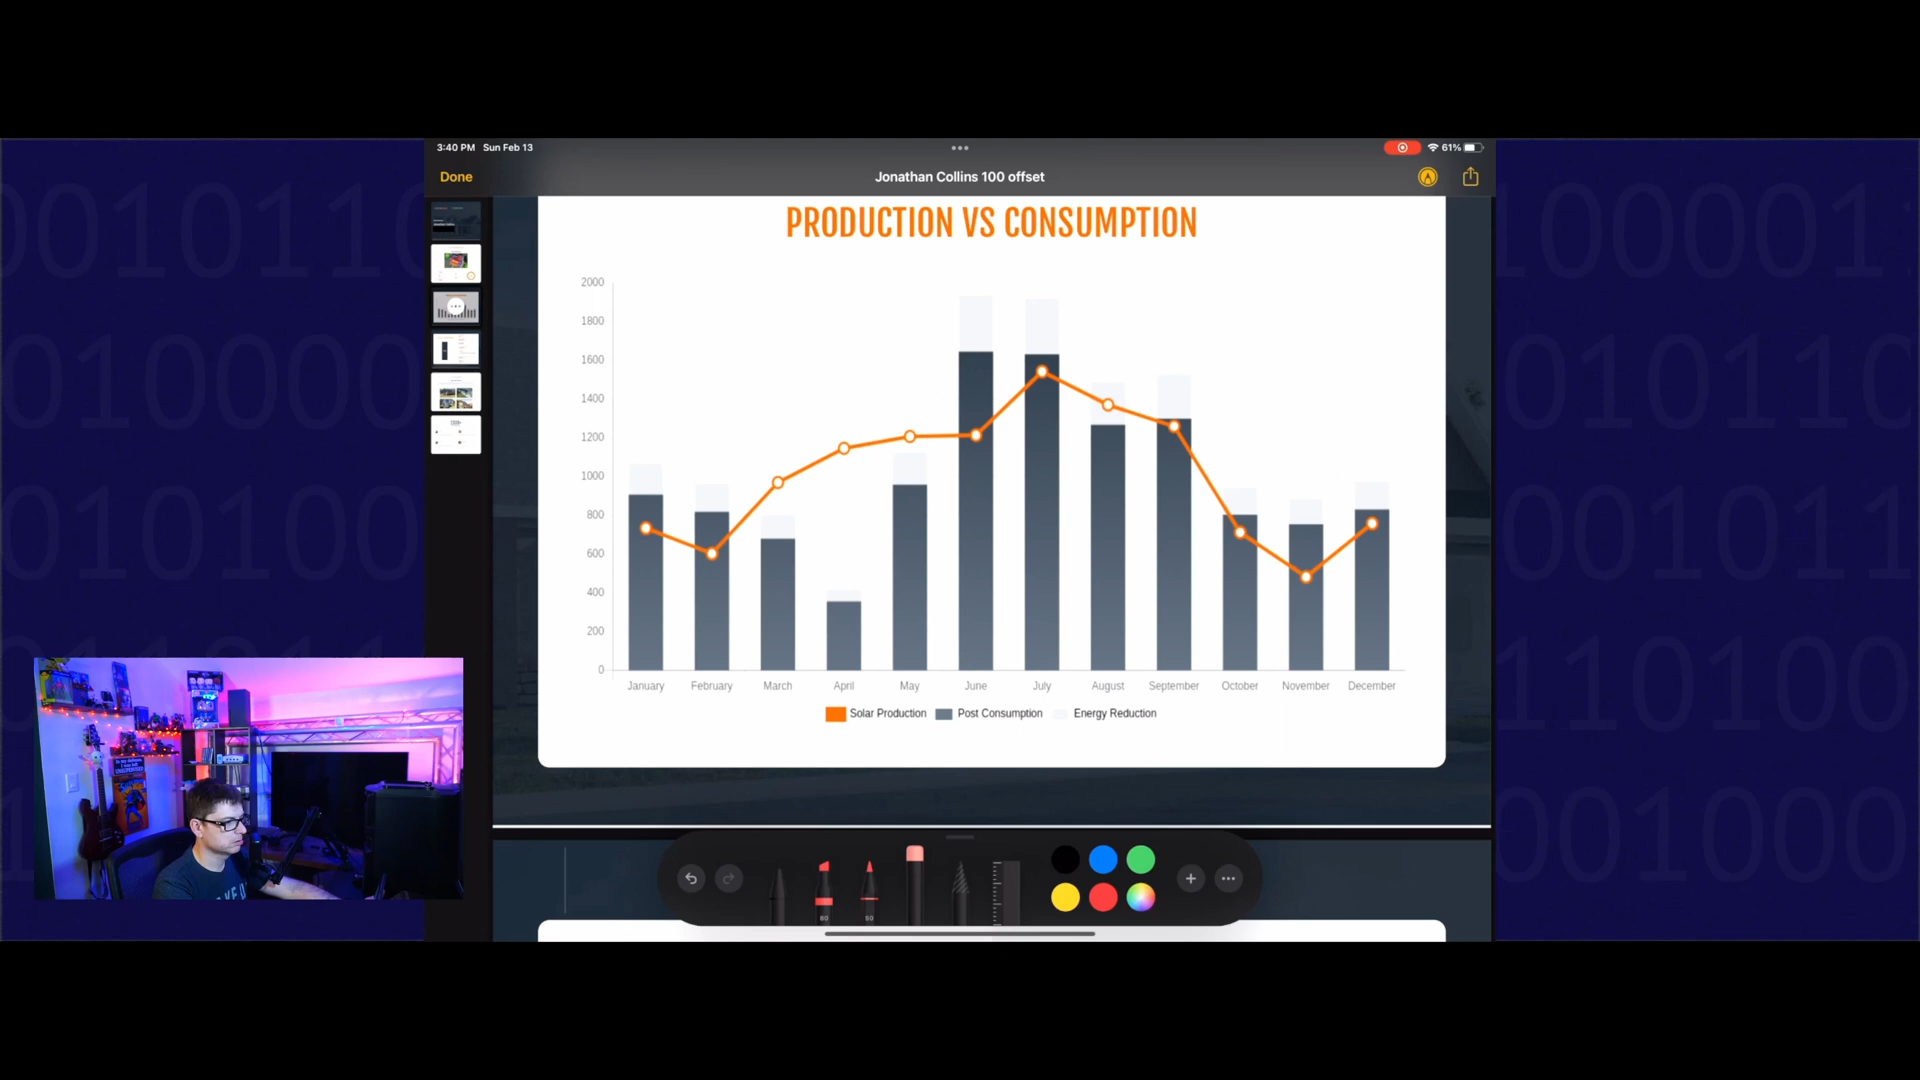 3:40 PM Sun Feb 13
61%
Done
Jonathan Collins 100 offset
PRODUCTION VS CONSUMPTION
2000
1800
1600
1400
1200
1000
800
600
400
200
0
January February March April May June July August September October November December
Solar Production Post Consumption Energy Reduction
80 50